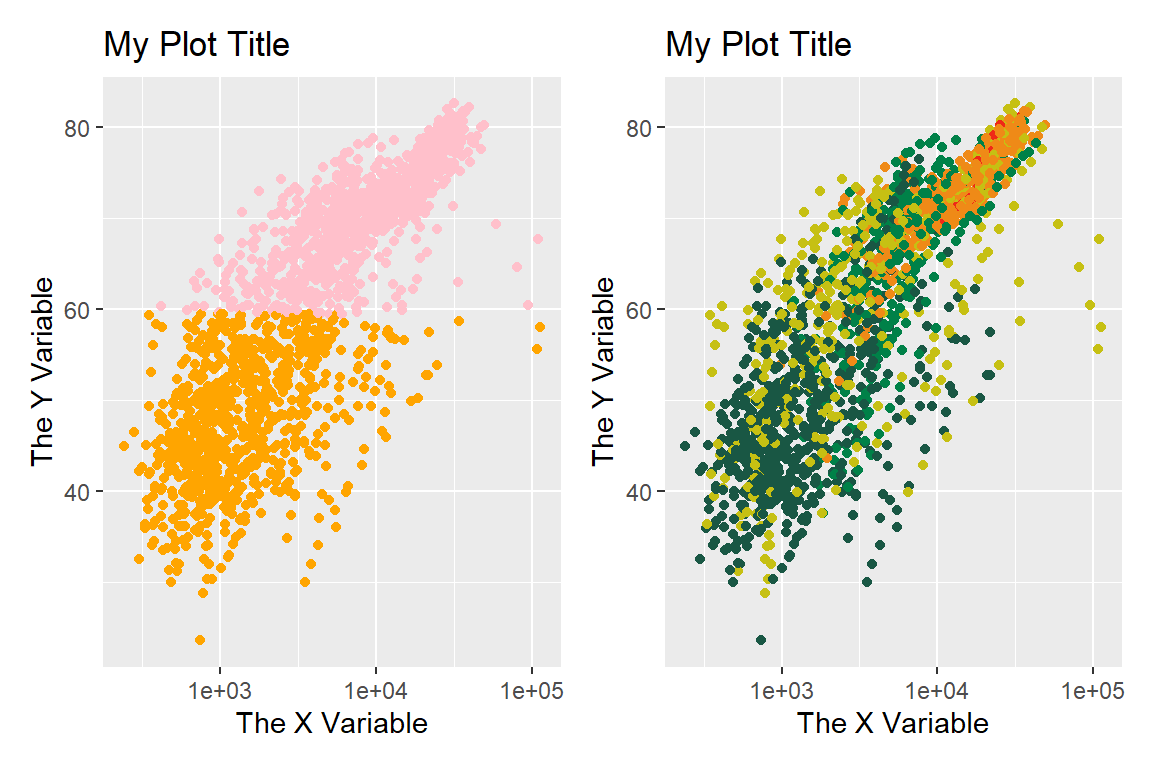 My Plot Title
80
60
40
The Y Variable
1e+03 1e+04 1e+05
The X Variable
My Plot Title
80
60
40
The Y Variable
1e+03 1e+04 1e+05
The X Variable